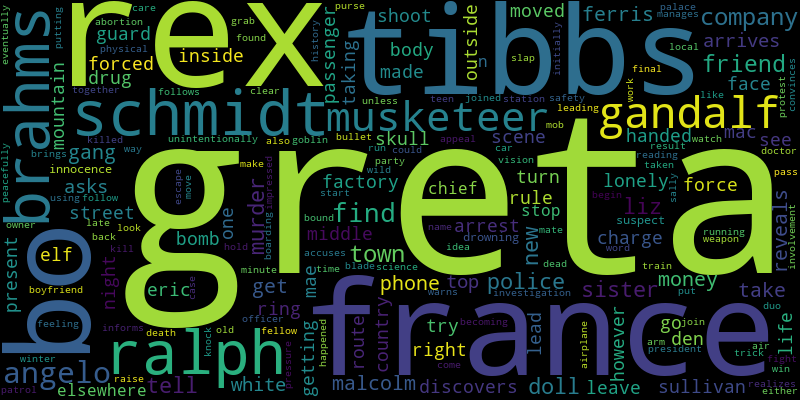 eventually abortion care purse rex tibbs ferris company
putting grab shoot moved palace
physical found passenger outside manages
brahms guard inside history initially arrives local
forced taking body n slap friend
mountain drug made face like
together follows clear schmidt musketeer gandalf
killed unintentionally bullet teen joined station safety final work protest convinces
peacefully innocence way goblin also unless leading mob handed mac see
brings run could appeal skull scene watch doctor
using follow gang party car reading result taken
asks make wild factory vision turn lonely force pass
owner late look impressed start chief rule liz sally
street back murder escape move find bound name stop suspect begin
bo greta
elf kill one bomb hold middle drowning arrest new charge reveals involvement
boyfriend night town idea mate word running weapon
present feeling eric case get minute accuses time blade science phone top police dead train money
informs boarding mad warns investigation sister put take
death ring officer happened becoming
ralph france
knock old fellow getting route country try lead airplane however go join duo life
winter angelo raise pressure right come den arm president air fight win
patrol elsewhere tell white malcolm discovers doll leave sullivan trick realizes either